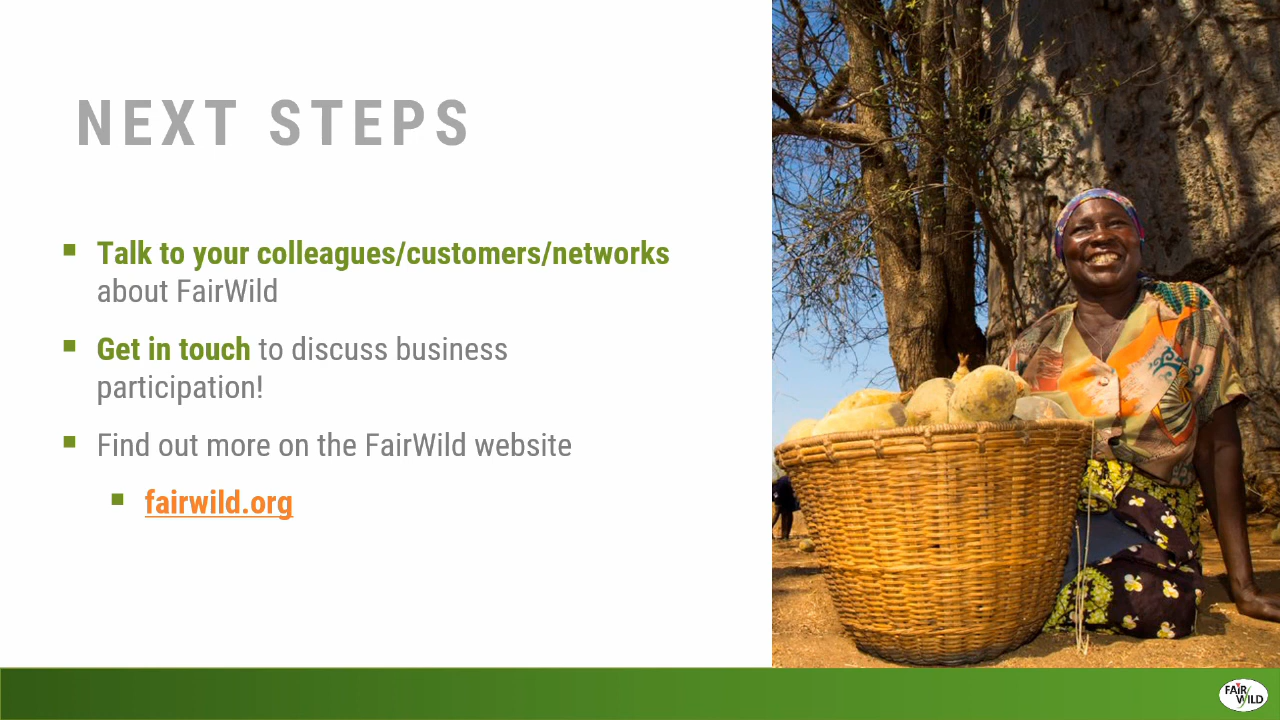 NEXT STEPS
Talk to your colleagues/customers/networks
about FairWild
Get in touch to discuss business
participation!
Find out more on the FairWild website
fairwild.org
FAIR
WILD